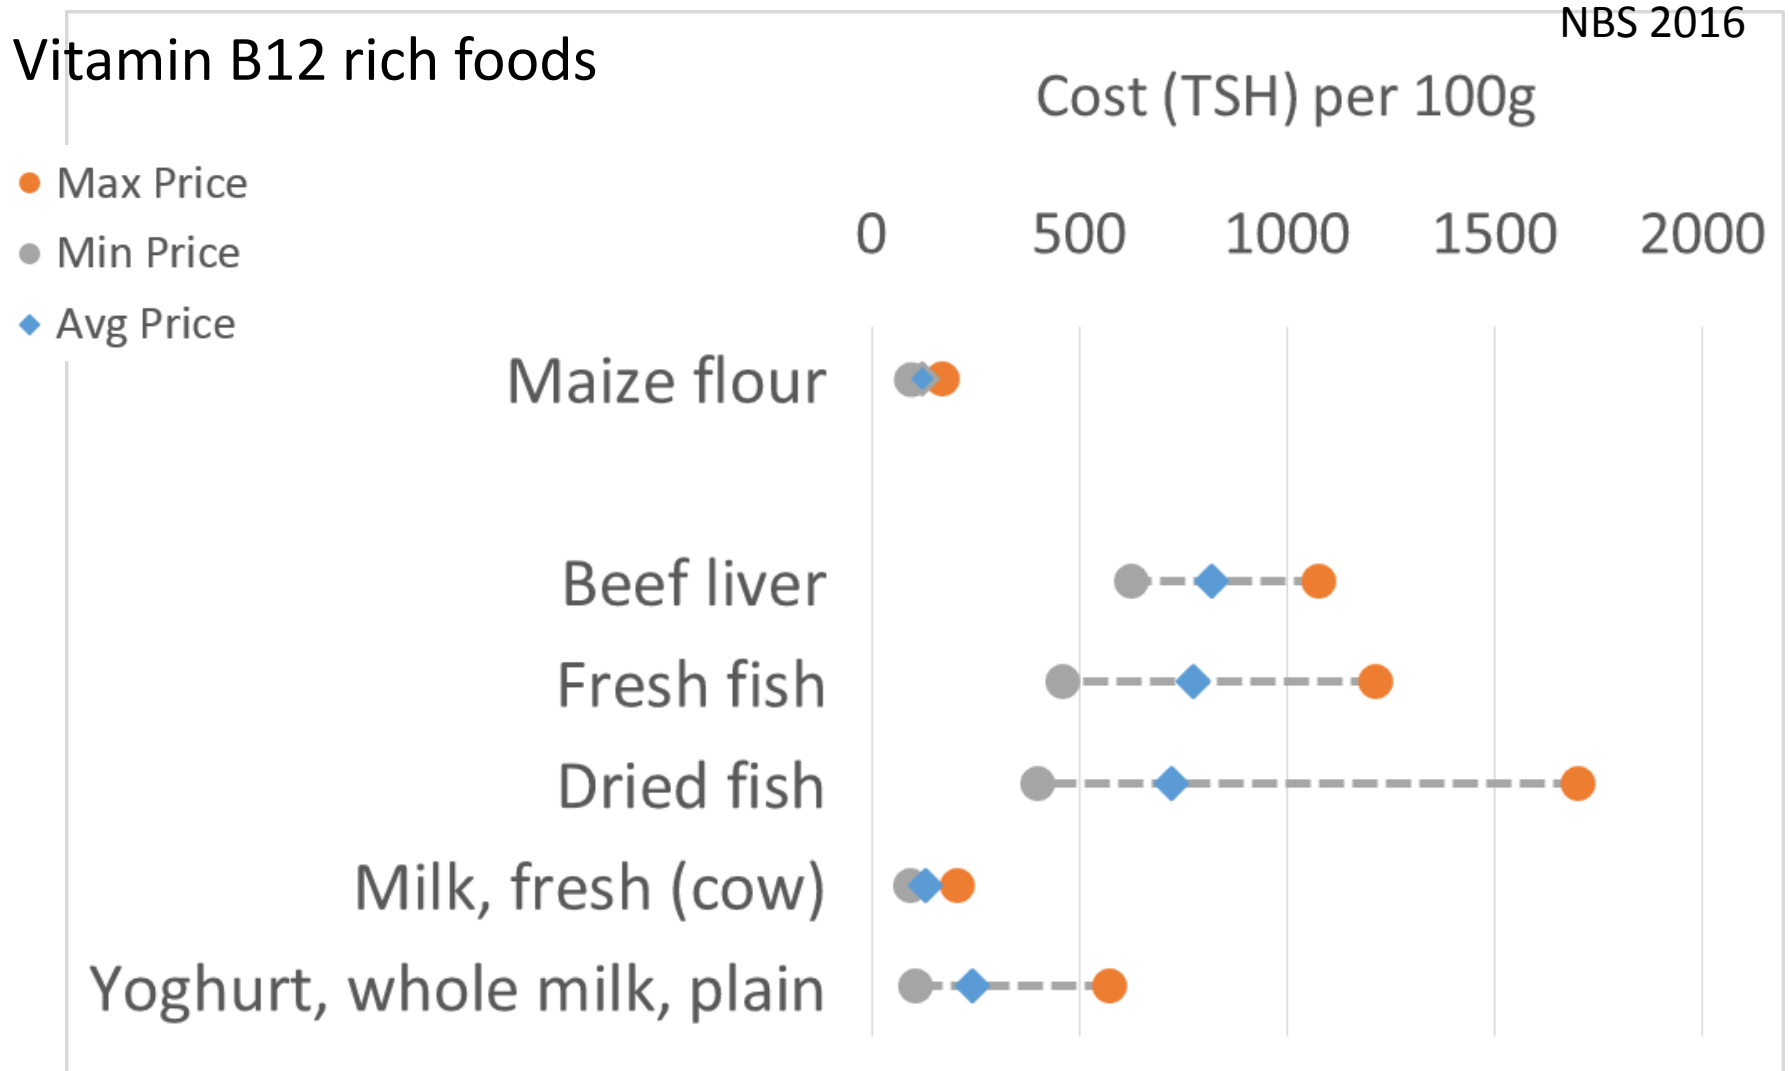 NBS 2016
Vitamin B12 rich foods
Cost (TSH) per 100g
Max Price
Min Price
Avg Price
0 500 1000 1500 2000
Maize flour
Beef liver
Fresh fish
Dried fish
Milk, fresh (cow)
Yoghurt, whole milk, plain